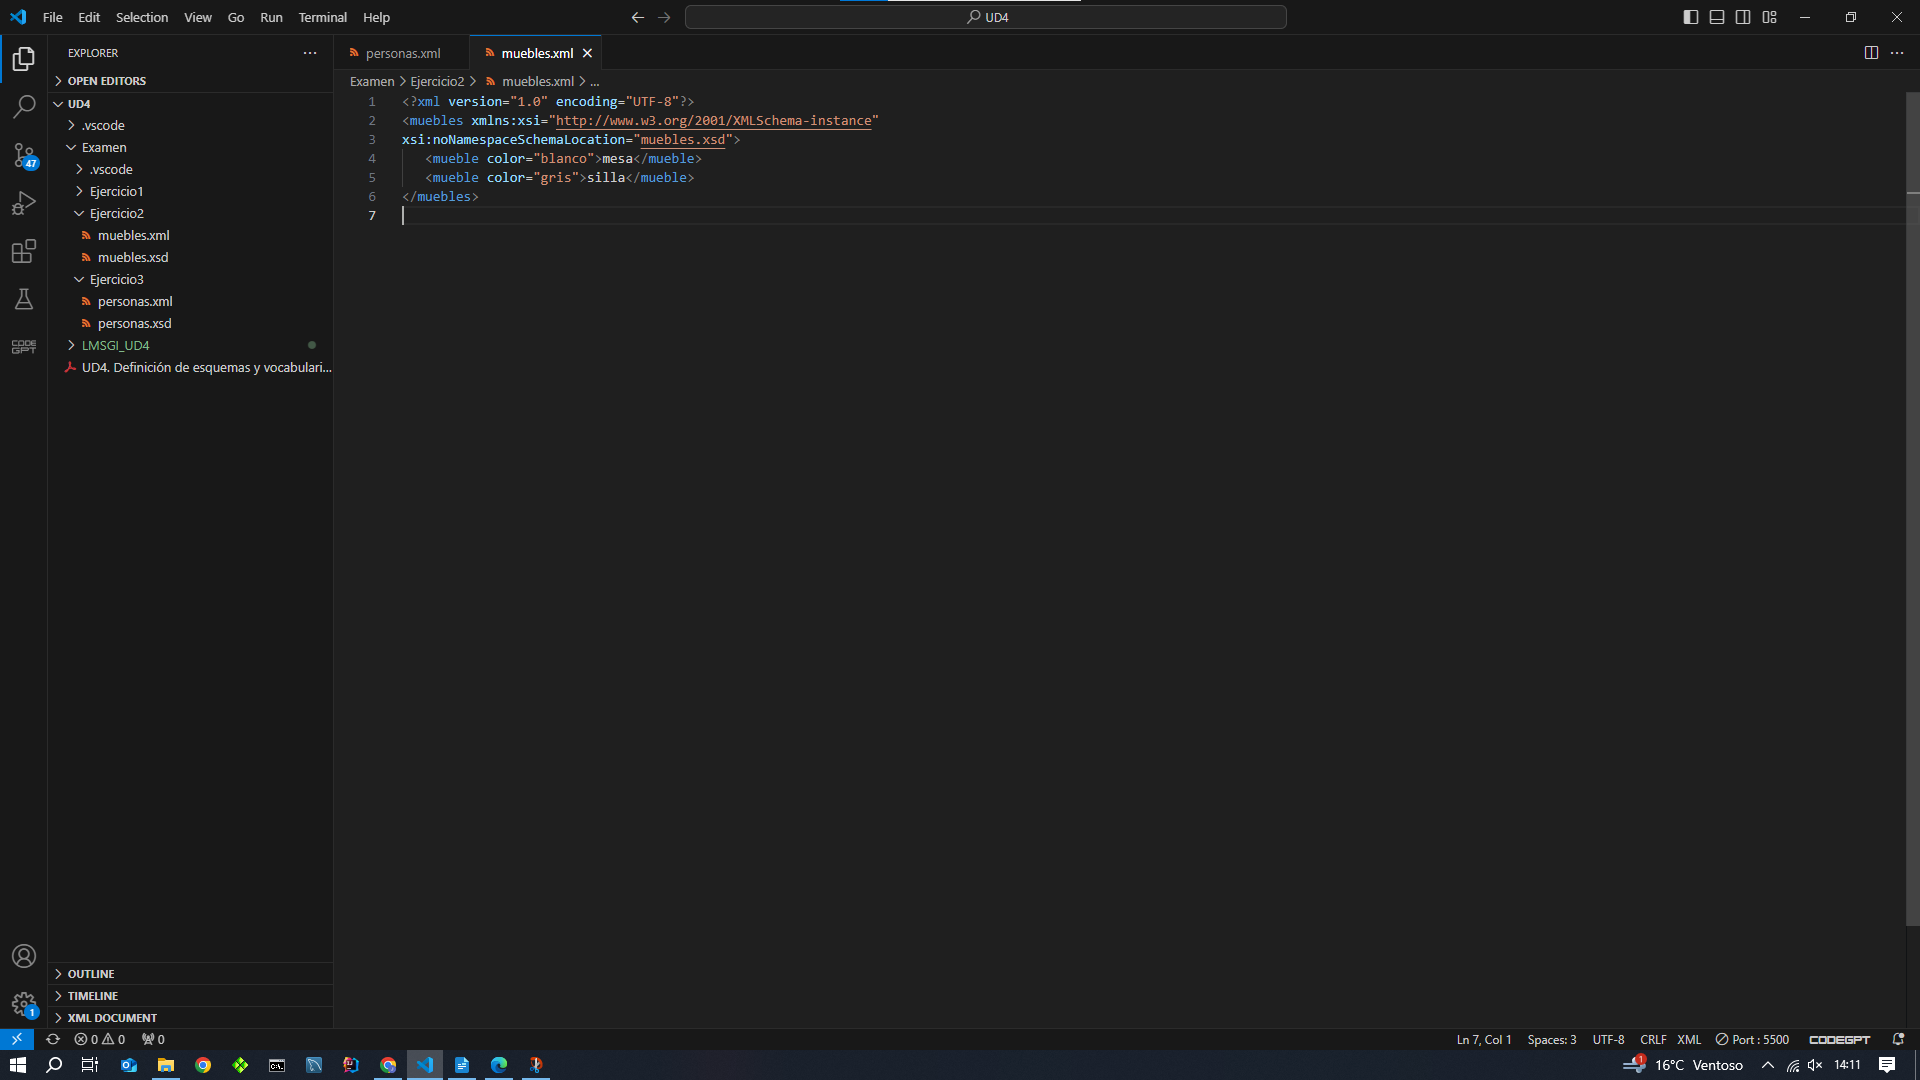 File Edit Selection View Go Run Terminal Help
UD4
EXPLORER
OPEN EDITORS
UD4
.vscode
Examen
.vscode
Ejercicio1
Ejercicio2
muebles.xml
muebles.xsd
Ejercicio3
personas.xml
personas.xsd
LMSGI_UD4
UD4. Definición de esquemas y vocabulari...
OUTLINE
TIMELINE
XML DOCUMENT
personas.xml muebles.xml
Examen > Ejercicio2 > muebles.xml > ...
1 <?xml version="1.0" encoding="UTF-8"?>
2 <muebles xmlns:xsi="http://www.w3.org/2001/XMLSchema-instance"
3 xsi:noNamespaceSchemaLocation="muebles.xsd">
4 <mueble color="blanco">mesa</mueble>
5 <mueble color="gris">silla</mueble>
6 </muebles>
7
47
CODE
GPT
1
0 0 0 Ln 7, Col 1 Spaces: 3 UTF-8 CRLF XML Port : 5500 CODEGPT
1 16°C Ventoso 14:11